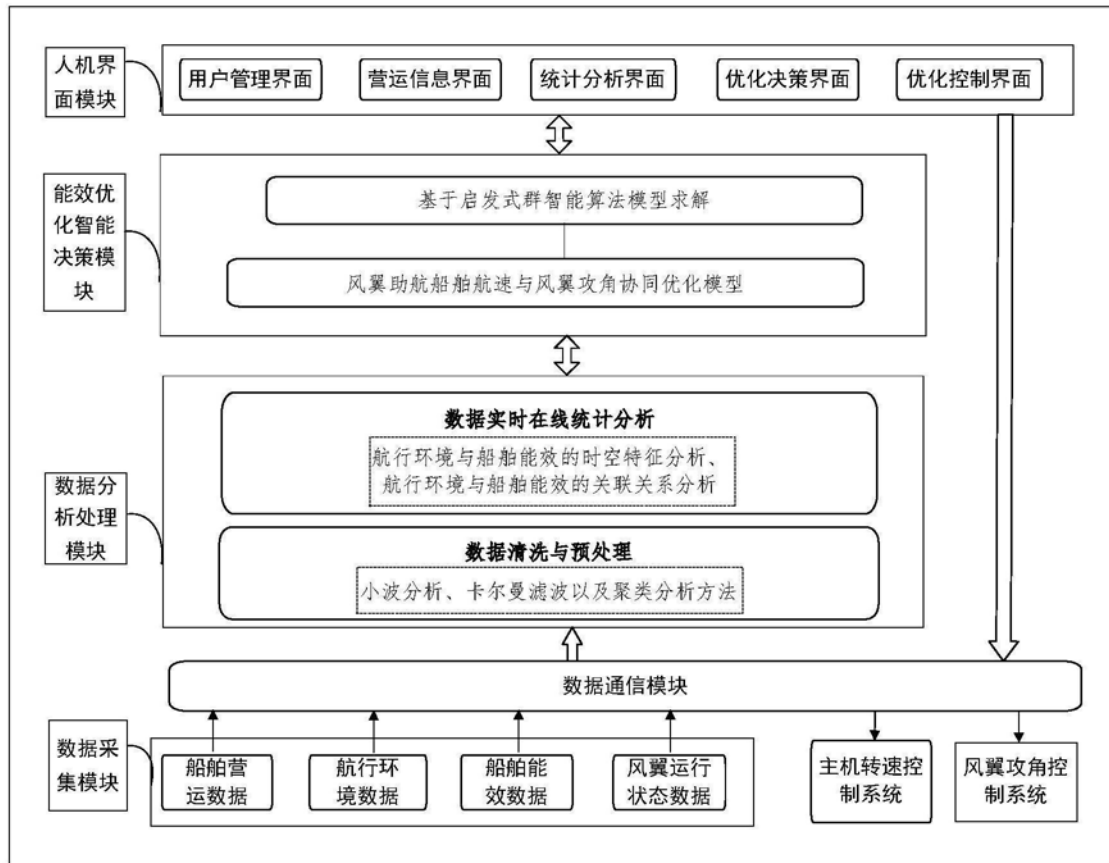 人机界
面模块
用户管理界面
营运信息界面
统计分析界面
优化决策界面
优化控制界面
能效优
化智能
决策模
块
基于启发式群智能算法模型求解
风翼助航船舶航速与风翼攻角协同优化模型
数据分
析处理
模块
数据实时在线统计分析
航行环境与船舶能效的时空特征分析、
航行环境与船舶能效的关联关系分析
数据清洗与预处理
小波分析、卡尔曼滤波以及聚类分析方法
数据通信模块
数据采
集模块
船舶营
运数据
航行环
境数据
船舶能
效数据
风翼运行
状态数据
主机转速控
制系统
风翼攻角控
制系统